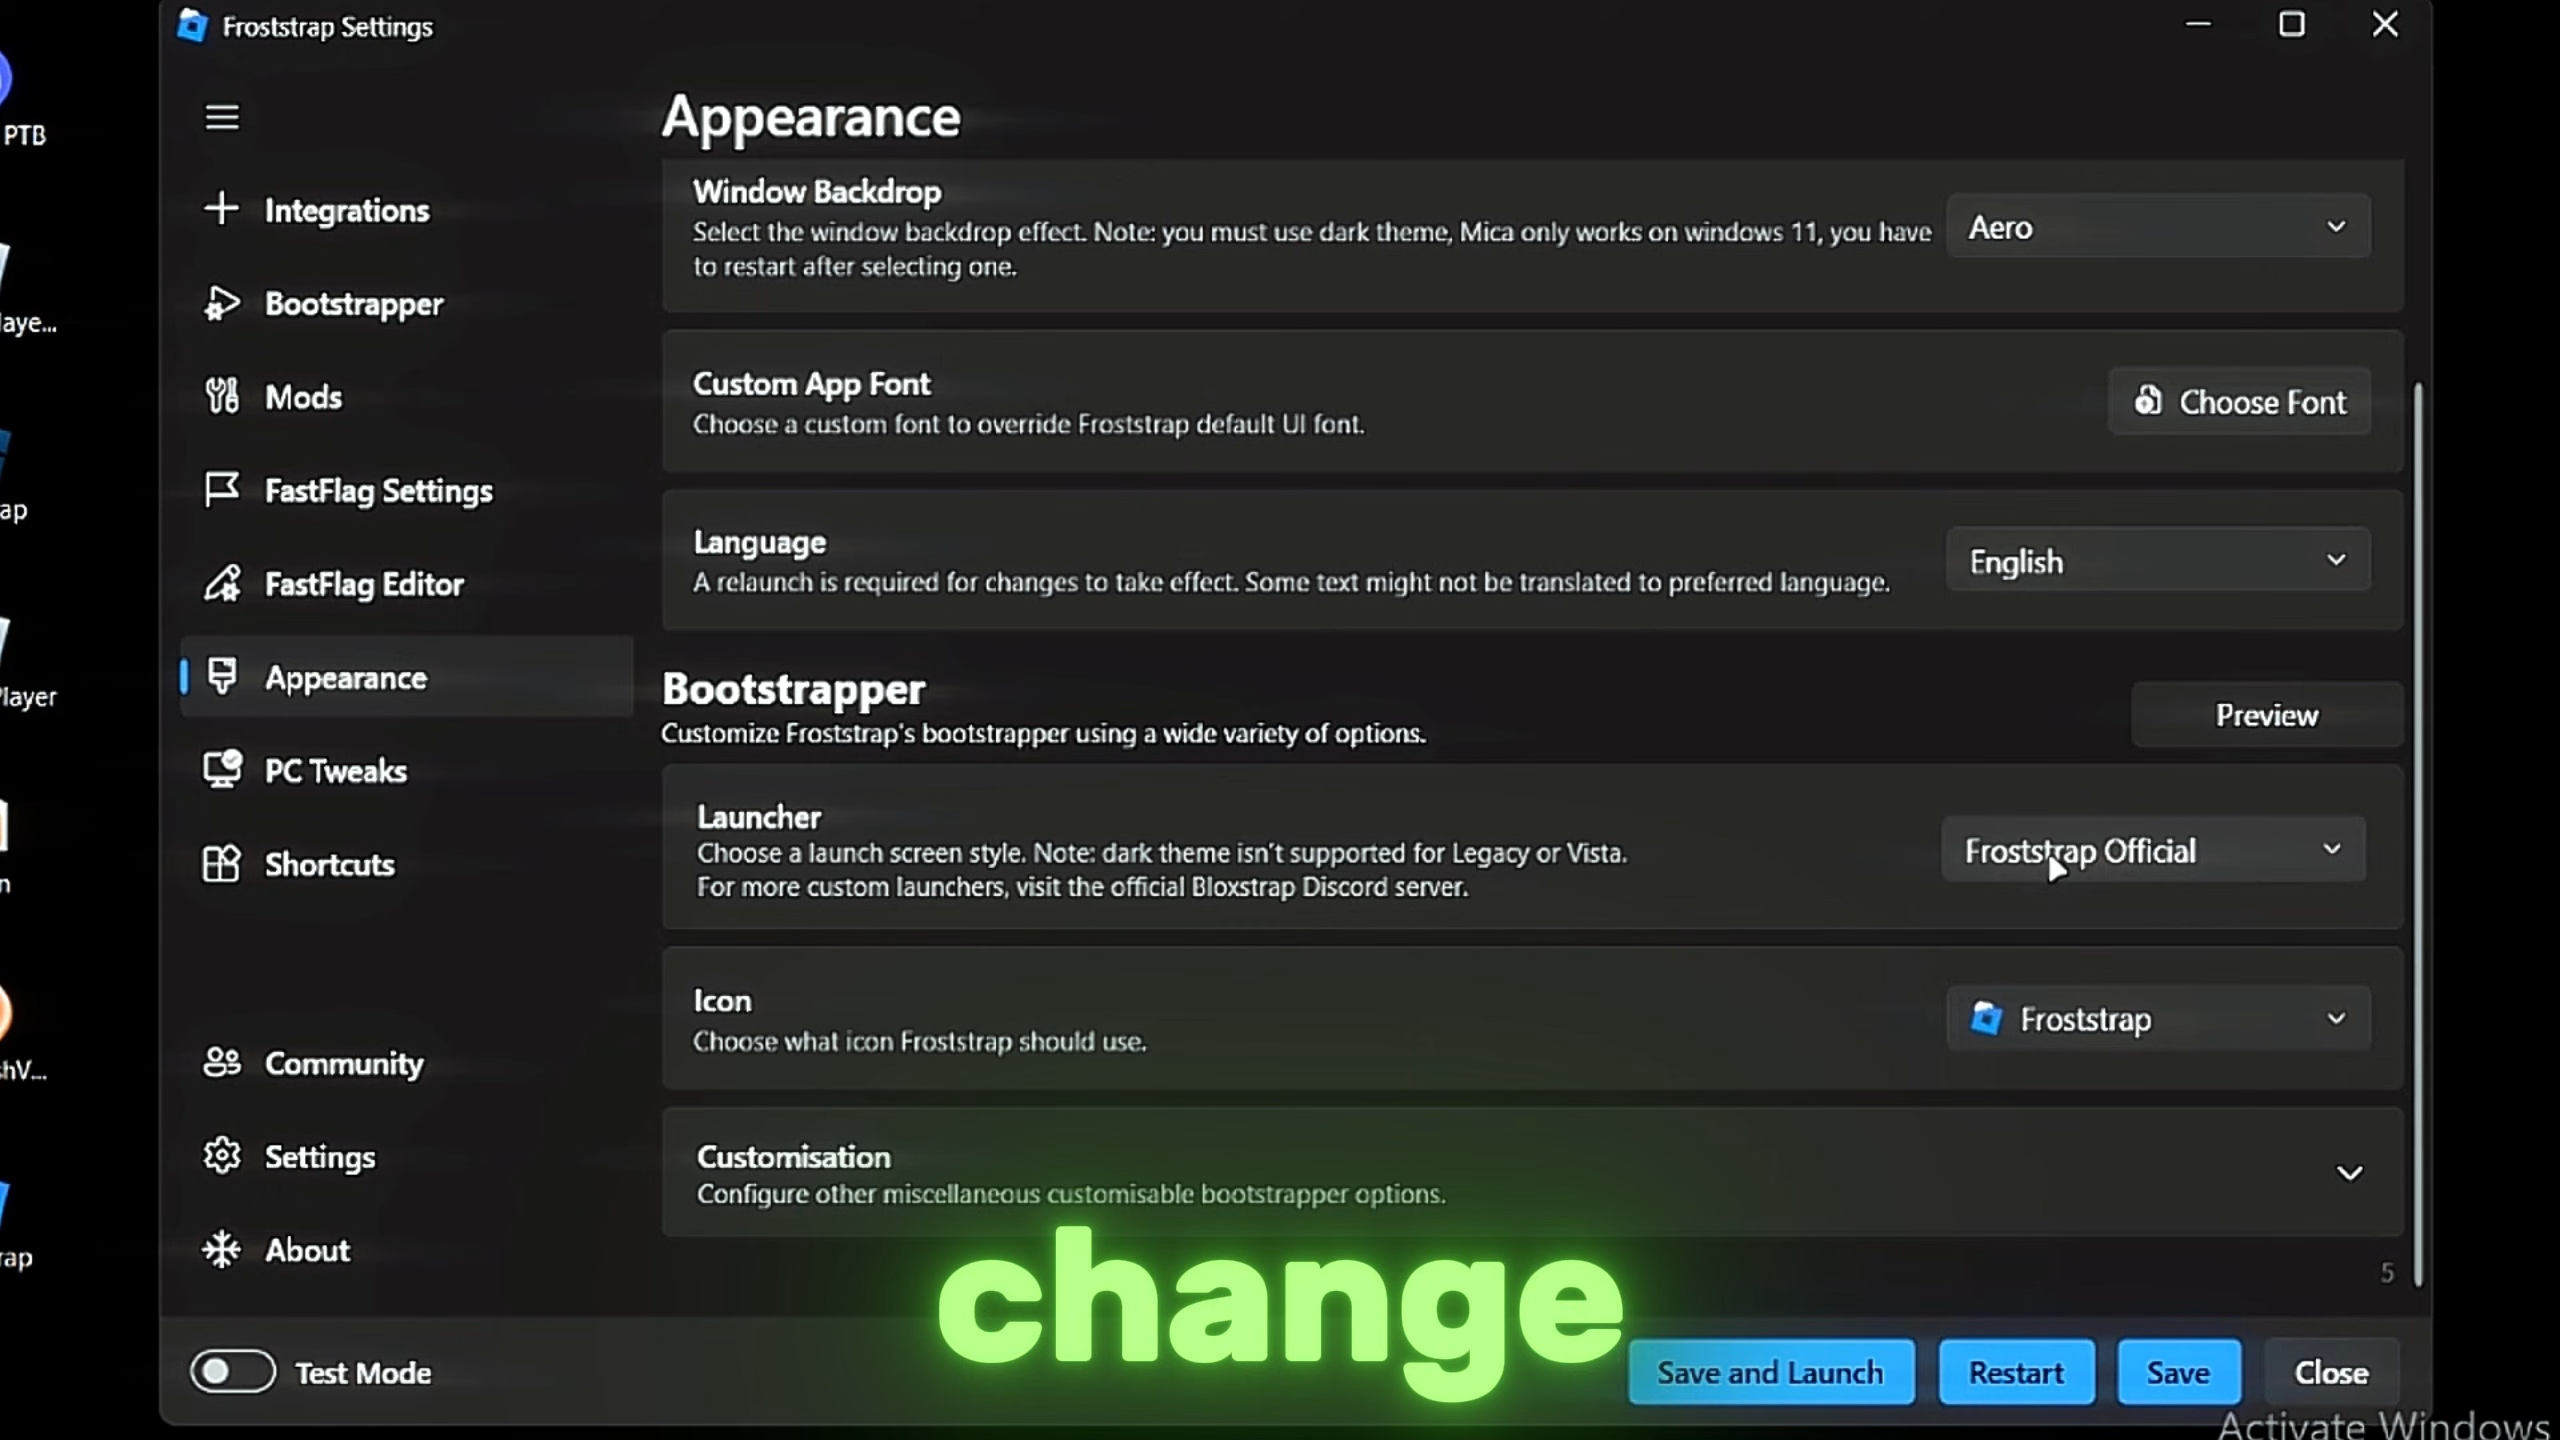 Froststrap Settings
PTB
laye...
ap
Player
n
hV...
rap
Integrations
Bootstrapper
Mods
FastFlag Settings
FastFlag Editor
Appearance
PC Tweaks
Shortcuts
Community
Settings
About
Test Mode
Appearance
Window Backdrop
Select the window backdrop effect. Note: you must use dark theme, Mica only works on windows 11, you have
to restart after selecting one.
Aero
Custom App Font
Choose a custom font to override Froststrap default UI font.
Choose Font
Language
A relaunch is required for changes to take effect. Some text might not be translated to preferred language.
English
Bootstrapper
Customize Froststrap's bootstrapper using a wide variety of options.
Preview
Launcher
Choose a launch screen style. Note: dark theme isn't supported for Legacy or Vista.
For more custom launchers, visit the official Bloxstrap Discord server.
Froststrap Official
Icon
Choose what icon Froststrap should use.
Froststrap
Customisation
Configure other miscellaneous customisable bootstrapper options.
5
change
Save and Launch
Restart
Save
Close
Activate Windows